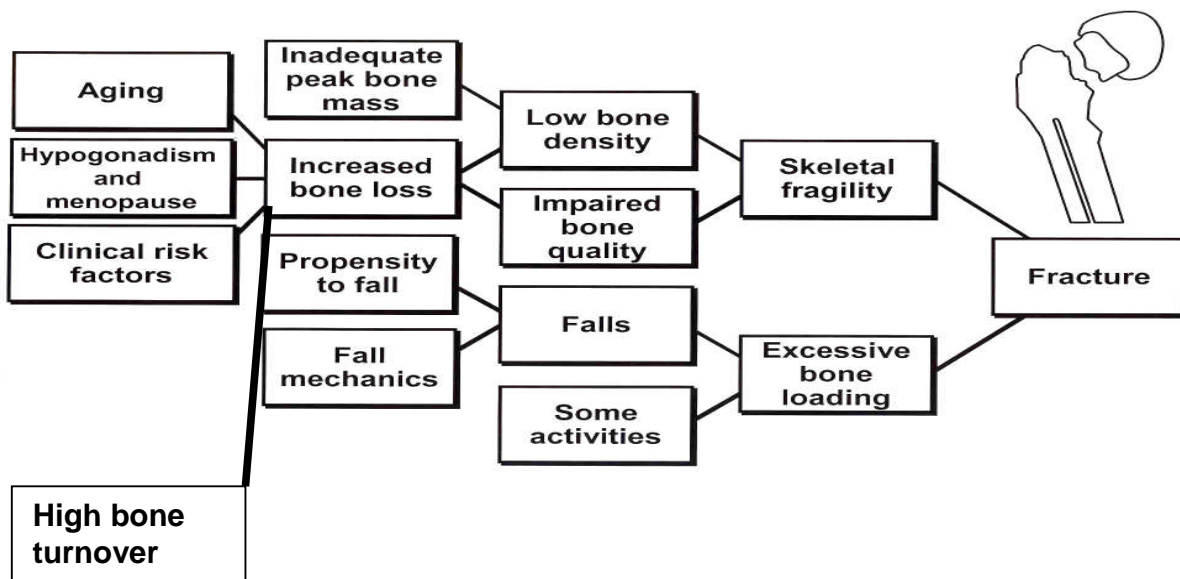 Aging
Hypogonadism
and
menopause
Clinical risk
factors
Inadequate
peak bone
mass
Increased
bone loss
Propensity
to fall
Fall
mechanics
Low bone
density
Impaired
bone
quality
Falls
Some
activities
Skeletal
fragility
Excessive
bone
loading
Fracture
High bone
turnover